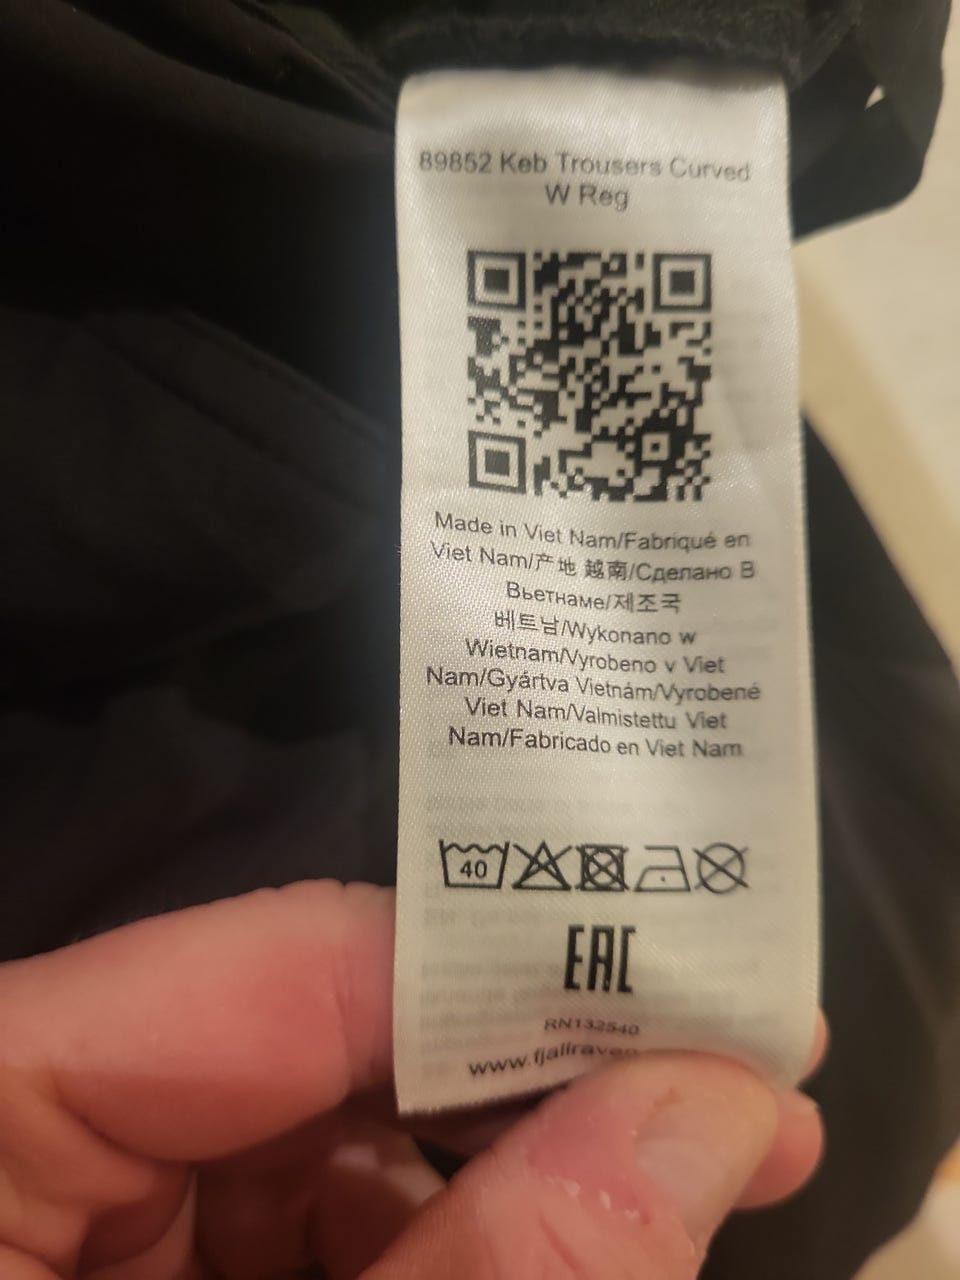 89852 Keb Trousers Curved
W Reg
Made in Viet Nam/Fabriqué en
Viet Nam/产地 越南/Сделано В
Вьетнаме/제조국
베트남/Wykonano w
Wietnam/Vyrobeno v Viet
Nam/Gyártva Vietnám/Vyrobené
Viet Nam/Valmistettu Viet
Nam/Fabricado en Viet Nam
40
EAC
RN132540
www.fjallraven